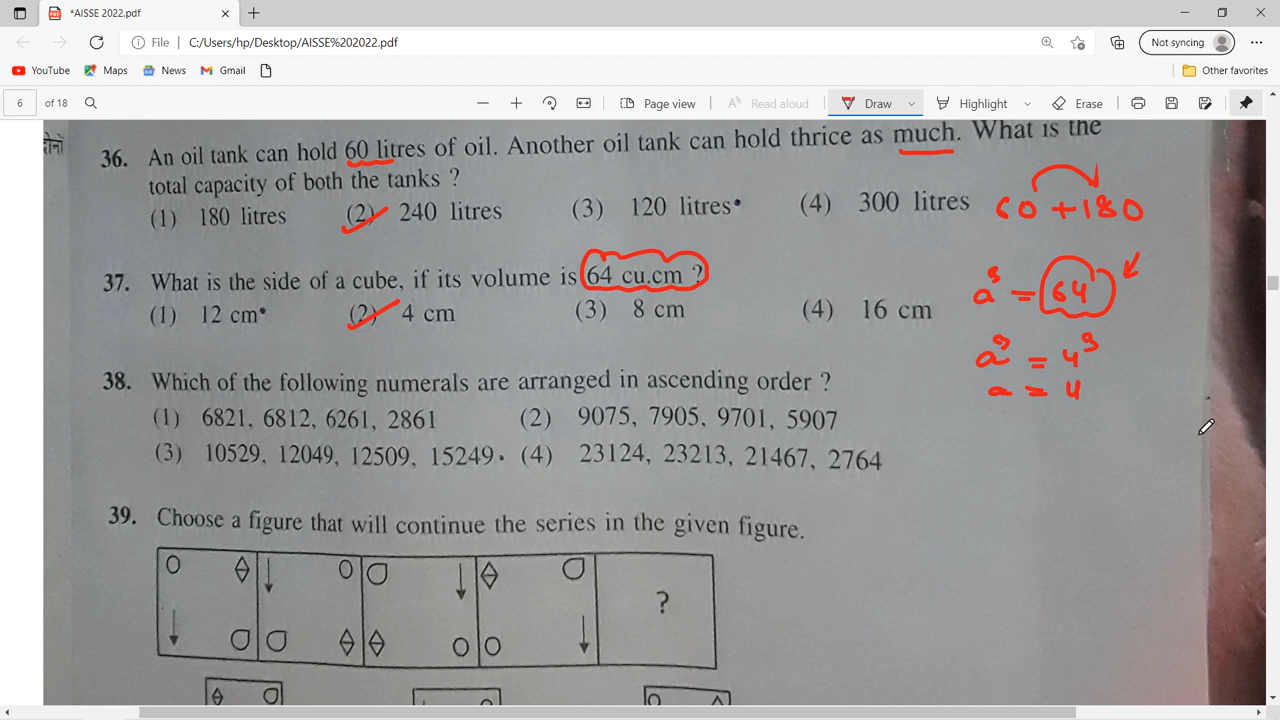 *AISSE 2022.pdf
File C:/Users/hp/Desktop/AISSE%202022.pdf Not syncing
YouTube Maps News Gmail Other favorites
6 of 18 Page view Read aloud Draw Highlight Erase
36. An oil tank can hold 60 litres of oil. Another oil tank can hold thrice as much. What is the
total capacity of both the tanks ?
(1) 180 litres (2) 240 litres (3) 120 litres (4) 300 litres
60 + 180
37. What is the side of a cube, if its volume is 64 cu.cm ?
(1) 12 cm (2) 4 cm (3) 8 cm (4) 16 cm
a³ = 64
a³ = 4³
a = 4
38. Which of the following numerals are arranged in ascending order ?
(1) 6821, 6812, 6261, 2861 (2) 9075, 7905, 9701, 5907
(3) 10529, 12049, 12509, 15249 (4) 23124, 23213, 21467, 2764
39. Choose a figure that will continue the series in the given figure.
?